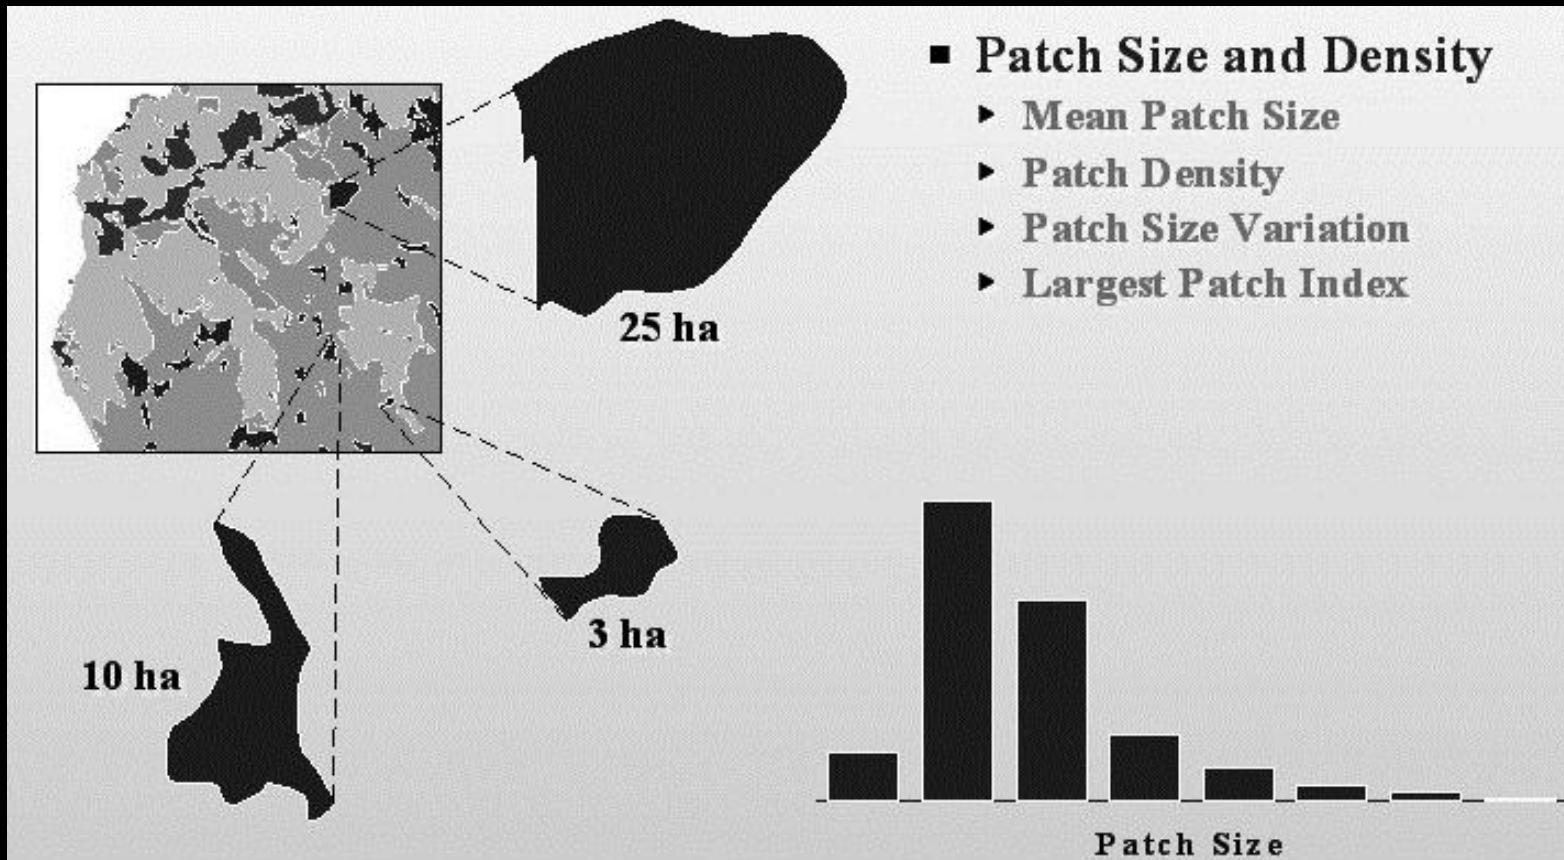 Patch Size and Density
Mean Patch Size
Patch Density
Patch Size Variation
Largest Patch Index
25 ha
3 ha
10 ha
Patch Size